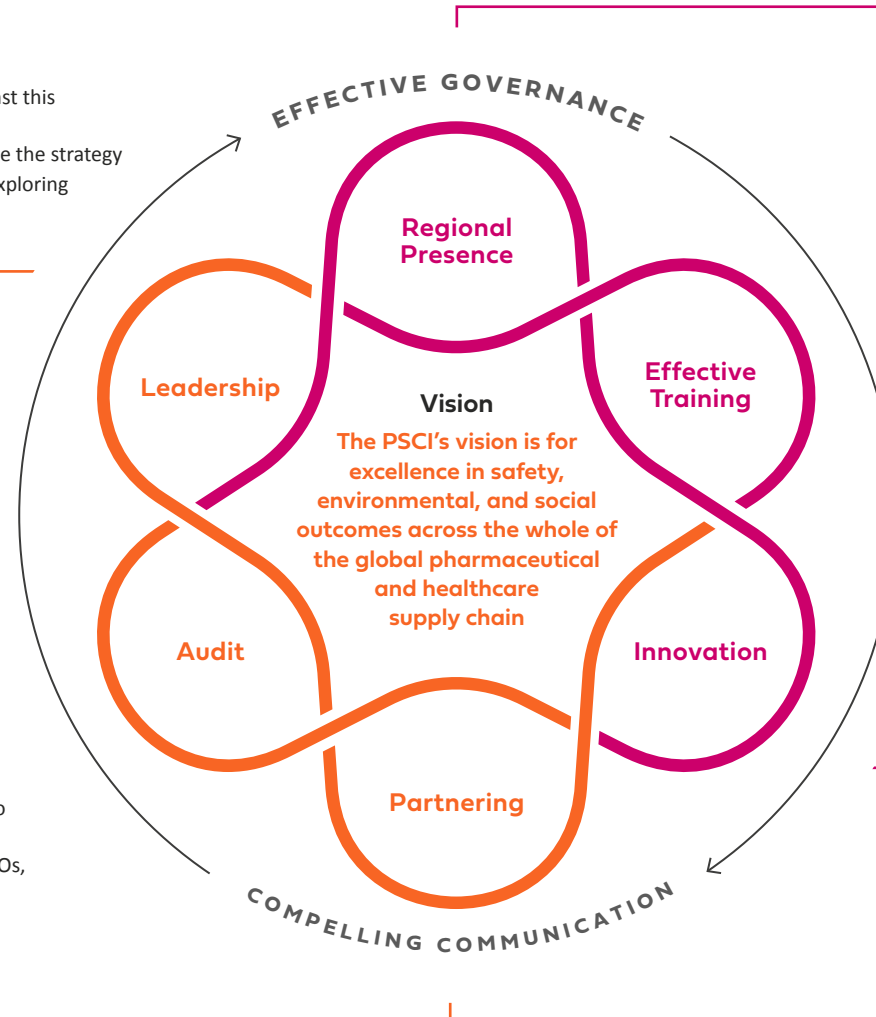 st this
e the strategy
xploring
EFFECTIVE GOVERNANCE
Regional
Presence
Leadership
Effective
Training
Vision
The PSCI's vision is for
excellence in safety,
environmental, and social
outcomes across the whole of
the global pharmaceutical
and healthcare
supply chain
Audit
Innovation
Partnering
Os,
COMPELLING COMMUNICATION